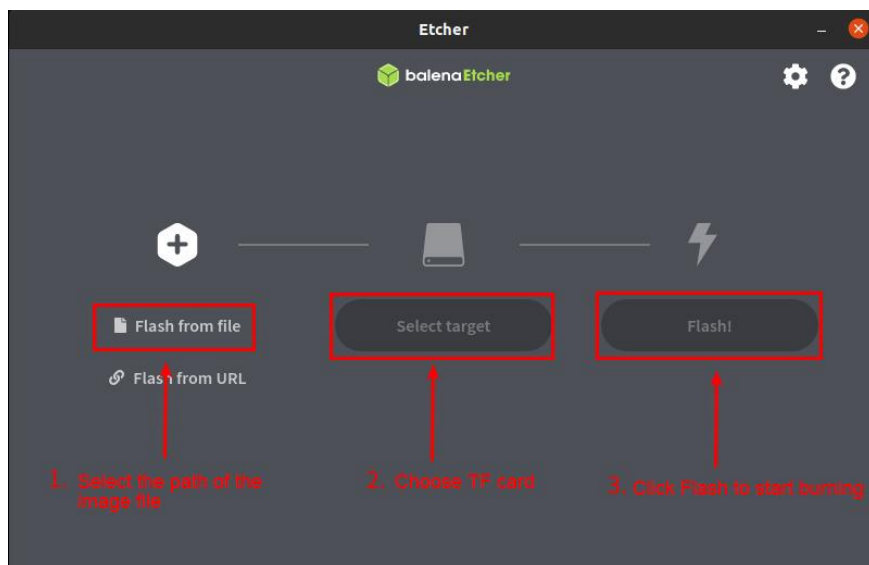 Etcher
balenaEtcher
Flash from file
Select target
Flash!
Flash from URL
1. Select the path of the
image file
2. Choose TF card
3. Click Flash to start burning